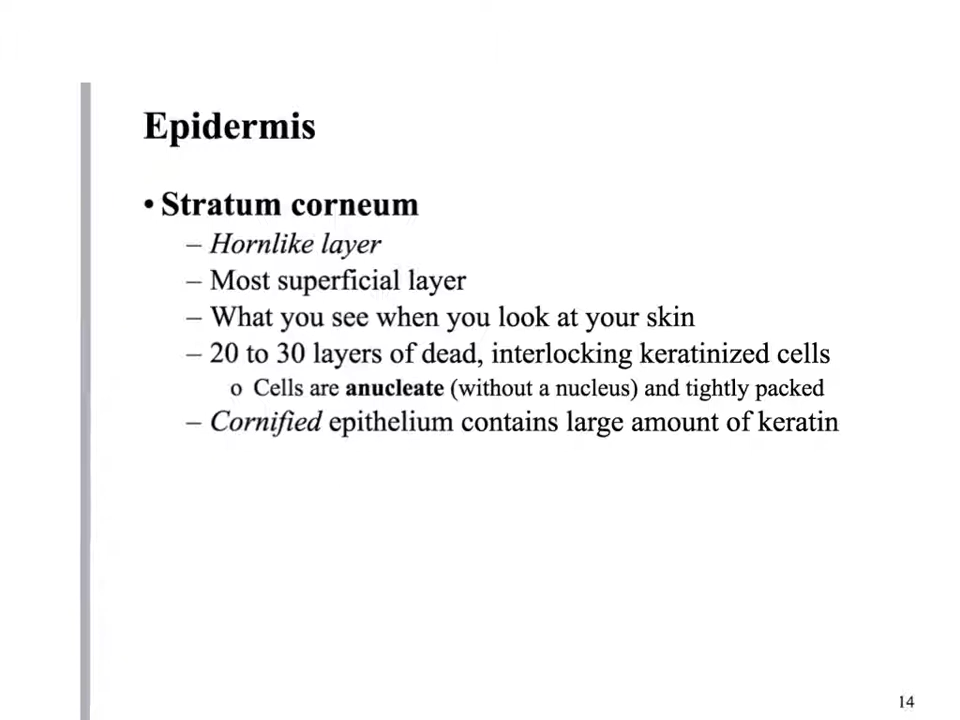 Epidermis
• Stratum corneum
– Hornlike layer
– Most superficial layer
– What you see when you look at your skin
– 20 to 30 layers of dead, interlocking keratinized cells
o Cells are anucleate (without a nucleus) and tightly packed
– Cornified epithelium contains large amount of keratin
14